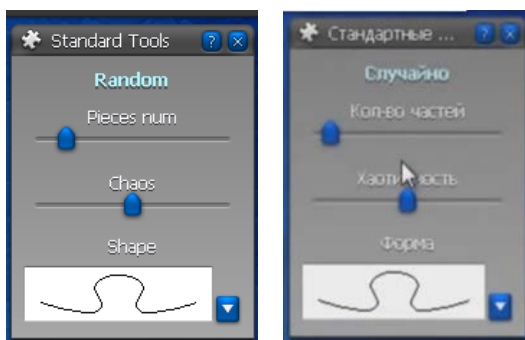 Standard Tools ?
Random
Pieces num
Chaos
Shape
Стандартные ... ?
Случайно
Кол-во частей
Форма